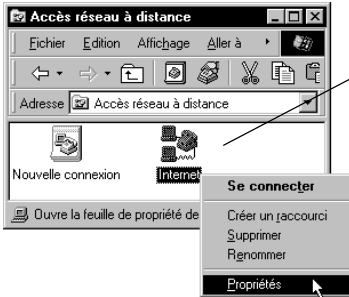 Accès réseau à distance
Fichier Edition Affichage Aller à
Adresse Accès réseau à distance
Nouvelle connexion Internet
Se connecter
Ouvre la feuille de propriété de
Créer un raccourci
Supprimer
Renommer
Propriétés